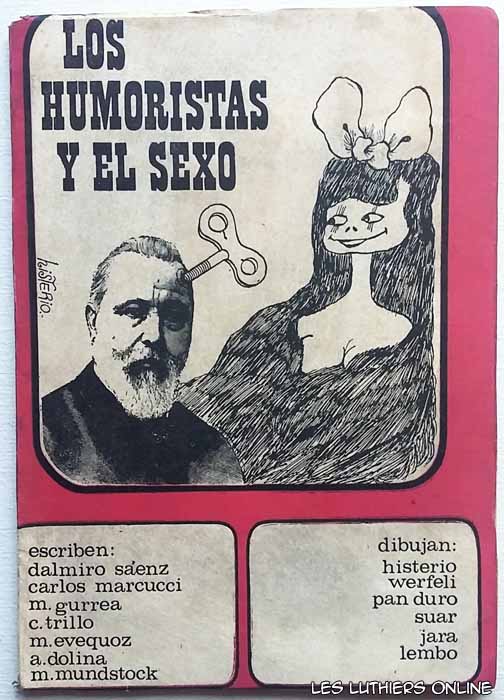 LOS
HUMORISTAS
Y EL SEXO
histerio.
escriben:
dalmiro sáenz
carlos marcucci
m. gurrea
c. trillo
m. evequoz
a. dolina
m. mundstock
dibujan:
histerio
werfeli
pan duro
suar
jara
lembo
LES LUTHIERS ONLINE